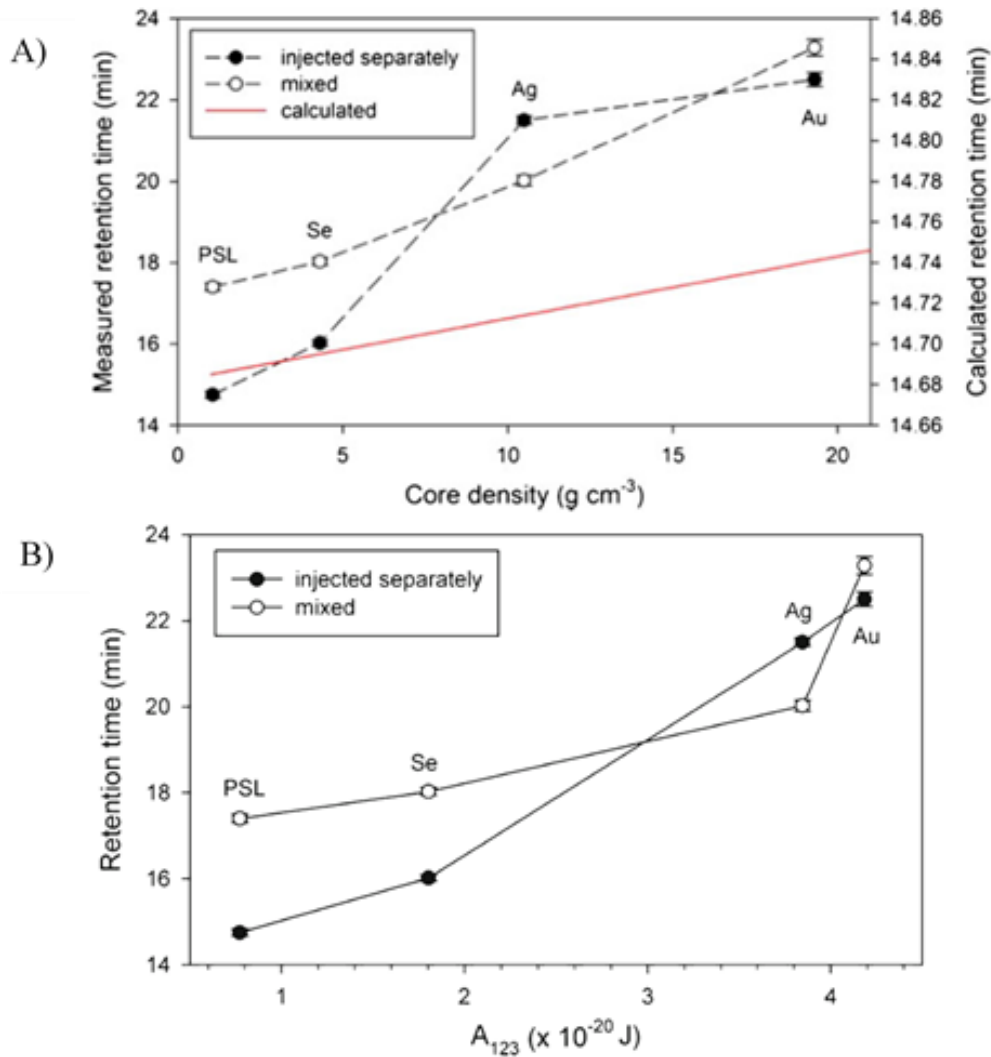 A)
24
22
20
18
16
14
Measured retention time (min)
injected separately
mixed
calculated
PSL
Se
Ag
Au
14.86
14.84
14.82
14.80
14.78
14.76
14.74
14.72
14.70
14.68
14.66
Calculated retention time (min)
0 5 10 15 20
Core density (g cm⁻³)
B)
24
22
20
18
16
14
Retention time (min)
injected separately
mixed
PSL
Se
Ag
Au
1 2 3 4
A₁₂₃ (x 10⁻²⁰ J)